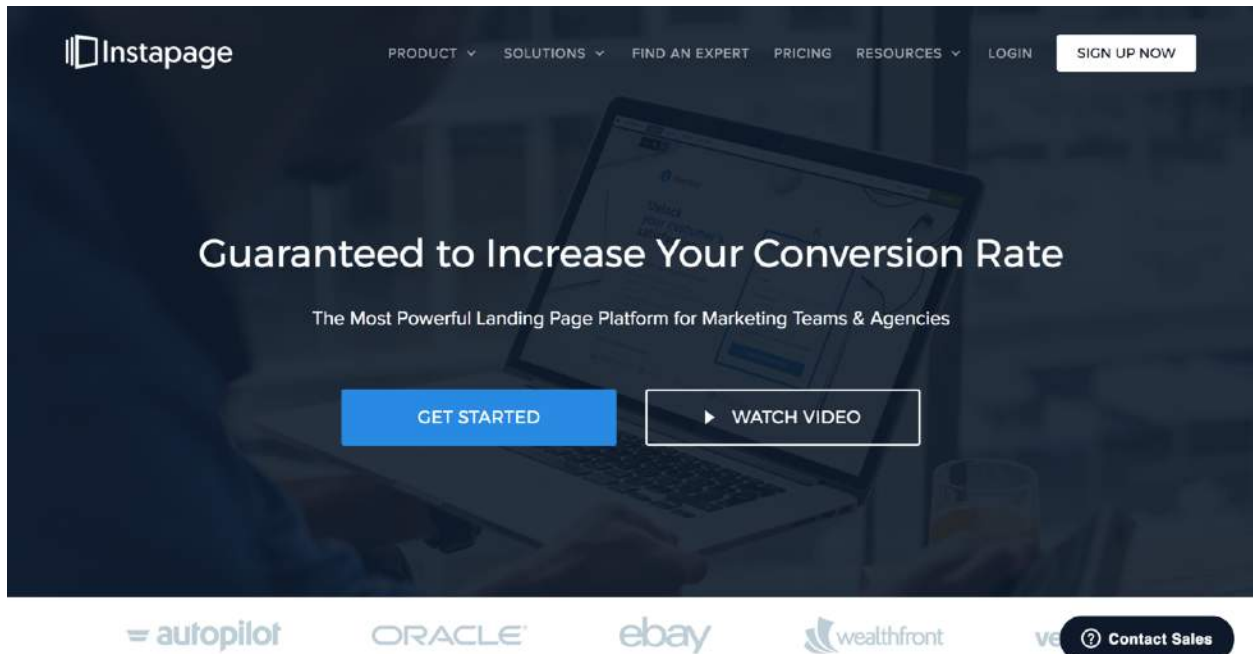 Instapage
PRODUCT SOLUTIONS FIND AN EXPERT PRICING RESOURCES LOGIN SIGN UP NOW
Guaranteed to Increase Your Conversion Rate
The Most Powerful Landing Page Platform for Marketing Teams & Agencies
GET STARTED WATCH VIDEO
autopilot ORACLE ebay wealthfront ve Contact Sales